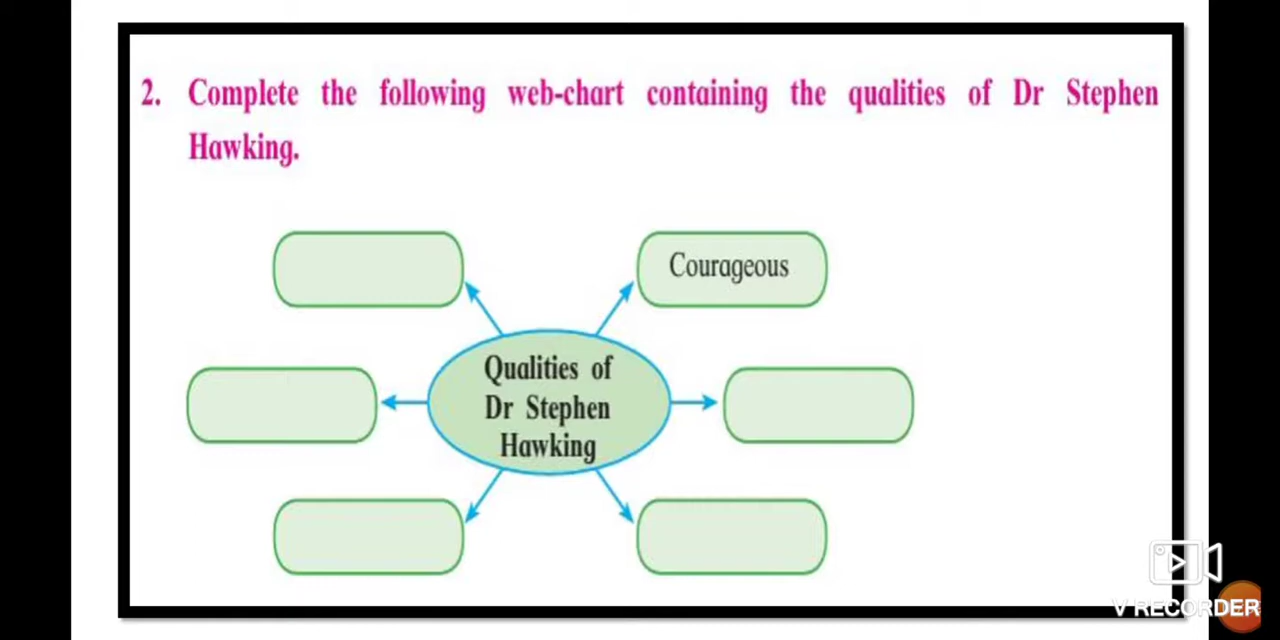 2. Complete the following web-chart containing the qualities of Dr Stephen
Hawking.
Courageous
Qualities of
Dr Stephen
Hawking
V RECORDER